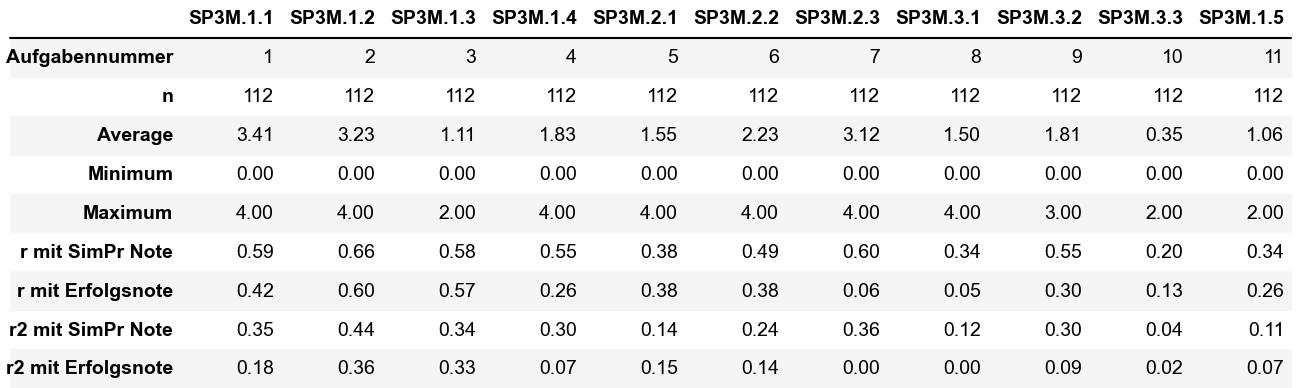 SP3M.1.1 SP3M.1.2 SP3M.1.3 SP3M.1.4 SP3M.2.1 SP3M.2.2 SP3M.2.3 SP3M.3.1 SP3M.3.2 SP3M.3.3 SP3M.1.5
Aufgabennummer 1 2 3 4 5 6 7 8 9 10 11
n 112 112 112 112 112 112 112 112 112 112 112
Average 3.41 3.23 1.11 1.83 1.55 2.23 3.12 1.50 1.81 0.35 1.06
Minimum 0.00 0.00 0.00 0.00 0.00 0.00 0.00 0.00 0.00 0.00 0.00
Maximum 4.00 4.00 2.00 4.00 4.00 4.00 4.00 4.00 3.00 2.00 2.00
r mit SimPr Note 0.59 0.66 0.58 0.55 0.38 0.49 0.60 0.34 0.55 0.20 0.34
r mit Erfolgsnote 0.42 0.60 0.57 0.26 0.38 0.38 0.06 0.05 0.30 0.13 0.26
r2 mit SimPr Note 0.35 0.44 0.34 0.30 0.14 0.24 0.36 0.12 0.30 0.04 0.11
r2 mit Erfolgsnote 0.18 0.36 0.33 0.07 0.15 0.14 0.00 0.00 0.09 0.02 0.07